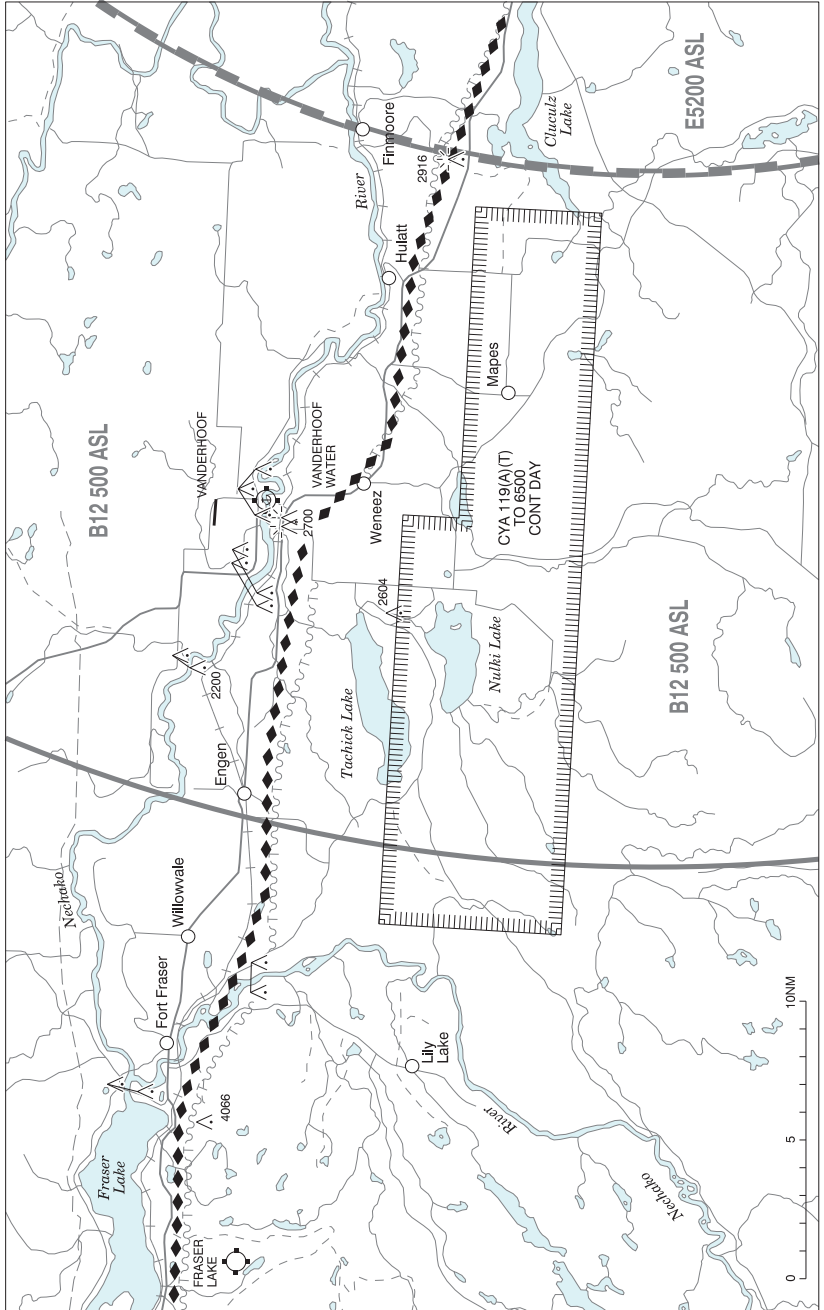 Fraser
Lake
FRASER
LAKE
4066
Fort Fraser
Willowvale
Nechako
Engen
2200
B12 500 ASL
VANDERHOOF
VANDERHOOF
WATER
2700
Weneez
River
Finmoore
Hulatt
2916
Cluculz
Lake
E5200 ASL
Mapes
CYA 119(A)(T)
TO 6500
CONT DAY
2604
Tachick Lake
Nulki Lake
B12 500 ASL
Lily
Lake
River
Nechako
0
5
10NM